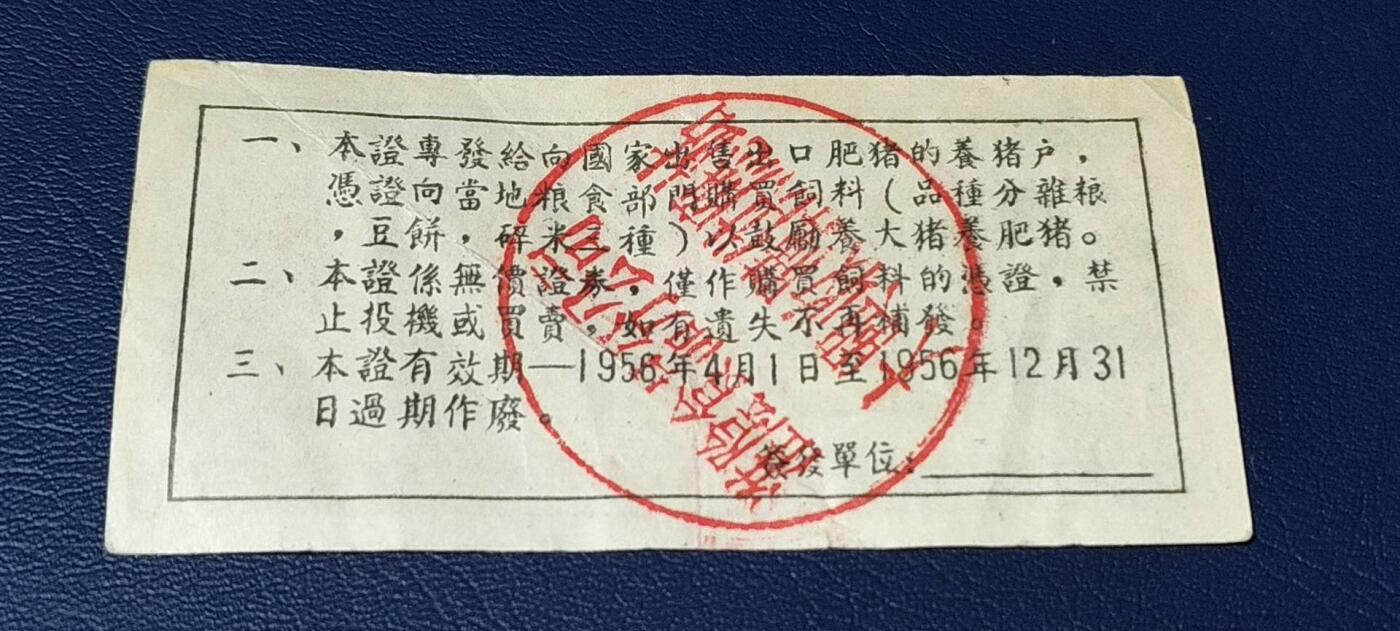 一、本證專發給向國家出售出口肥猪的養猪户，
憑證向當地粮食部門購買飼料（品種分雜粮
，豆餅，碎米三種）以鼓勵養大猪養肥猪。
二、本證係無價證券，僅作購買飼料的憑證，禁
止投機或買賣，如有遺失不再補發。
三、本證有效期—1956年4月1日至1956年12月31
日過期作廢。
簽發單位：